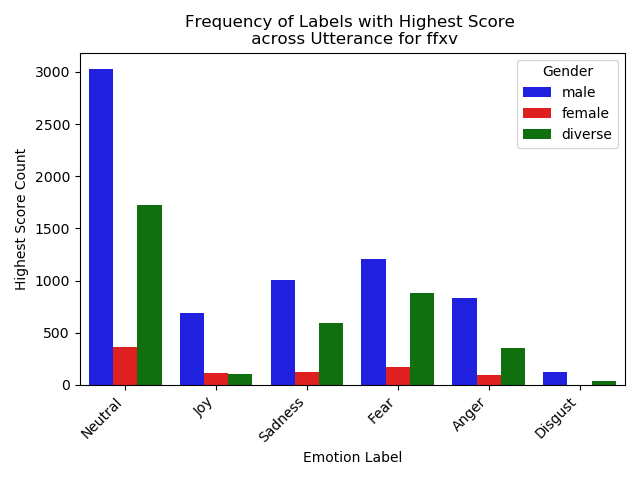 Frequency of Labels with Highest Score
across Utterance for ffxv
Highest Score Count
3000
2500
2000
1500
1000
500
0
Gender
male
female
diverse
Neutral
Joy
Sadness
Fear
Anger
Disgust
Emotion Label